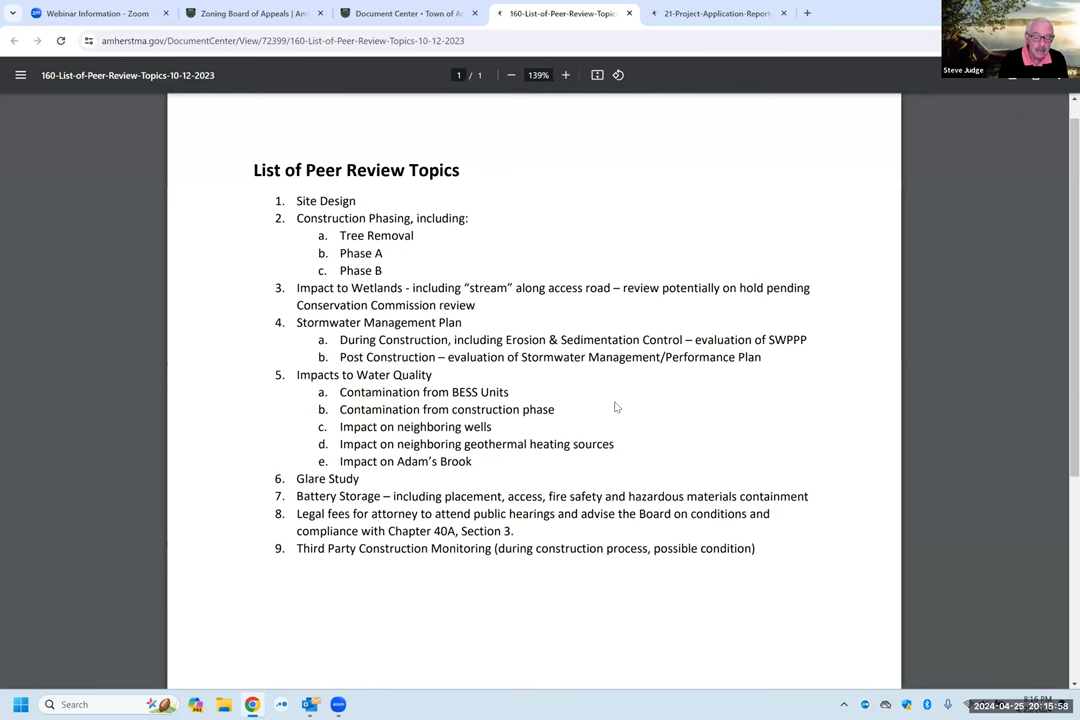 Webinar Information - Zoom
Zoning Board of Appeals | Am
Document Center • Town of A
160-List-of-Peer-Review-Topics
21-Project-Application-Report
amherstma.gov/DocumentCenter/View/72399/160-List-of-Peer-Review-Topics-10-12-2023
Steve Judge
160-List-of-Peer-Review-Topics-10-12-2023
1 / 1
139%
List of Peer Review Topics
1. Site Design
2. Construction Phasing, including:
a. Tree Removal
b. Phase A
c. Phase B
3. Impact to Wetlands - including “stream” along access road – review potentially on hold pending
Conservation Commission review
4. Stormwater Management Plan
a. During Construction, including Erosion & Sedimentation Control – evaluation of SWPPP
b. Post Construction – evaluation of Stormwater Management/Performance Plan
5. Impacts to Water Quality
a. Contamination from BESS Units
b. Contamination from construction phase
c. Impact on neighboring wells
d. Impact on neighboring geothermal heating sources
e. Impact on Adam’s Brook
6. Glare Study
7. Battery Storage – including placement, access, fire safety and hazardous materials containment
8. Legal fees for attorney to attend public hearings and advise the Board on conditions and
compliance with Chapter 40A, Section 3.
9. Third Party Construction Monitoring (during construction process, possible condition)
Search
8:16 PM
2024-04-25 20:15:58